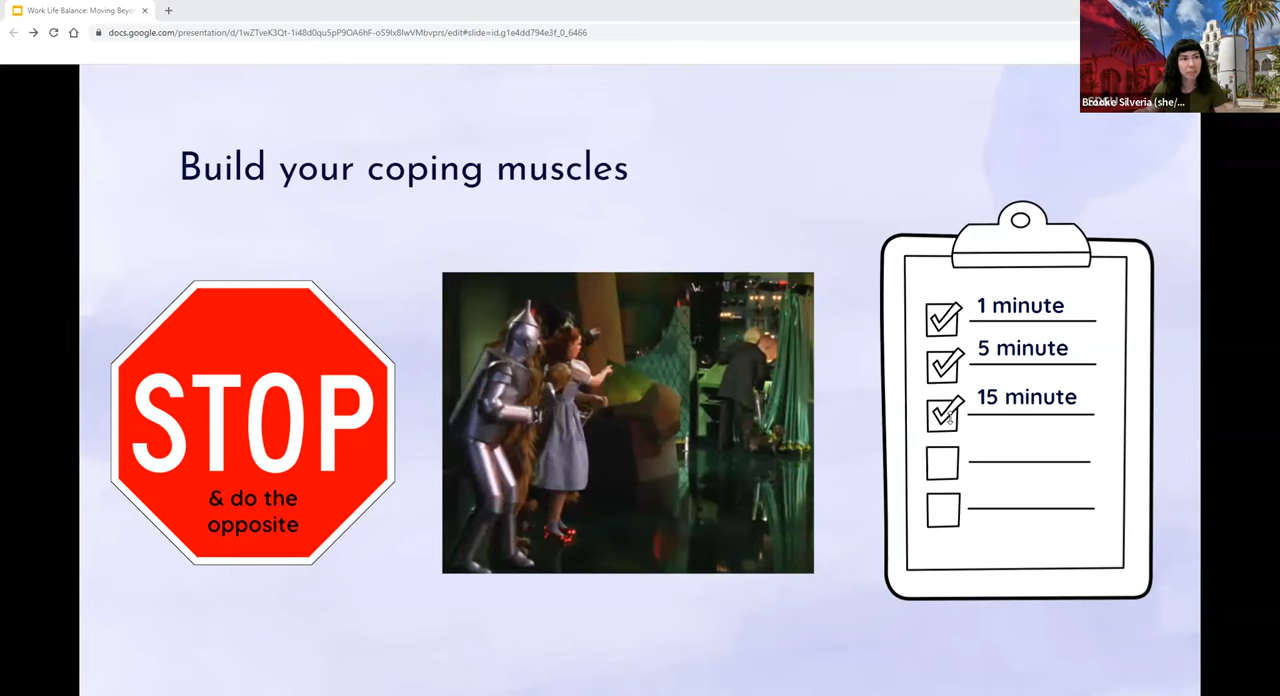 Work Life Balance: Moving Beyo
docs.google.com/presentation/d/1wZTveK3Qt-1i48d0qu5pP9OA6hF-oS9lx8lwVMbvprs/edit#slide=id.g1e4dd794e3f_0_6466
Brooke Silveria (she/...
Build your coping muscles
STOP
& do the
opposite
1 minute
5 minute
15 minute